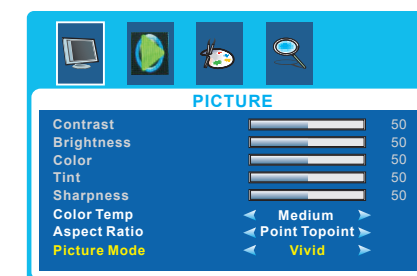 PICTURE
Contrast 50
Brightness 50
Color 50
Tint 50
Sharpness 50
Color Temp Medium
Aspect Ratio Point Topoint
Picture Mode Vivid